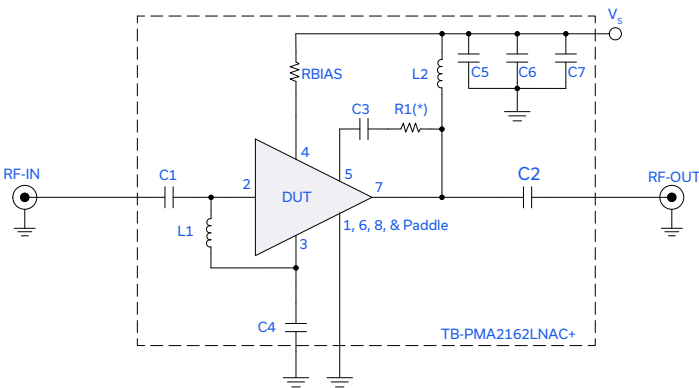 Vs
RBIAS
L2
C5
C6
C7
C3
R1(*)
4
5
RF-IN
C1
2
DUT
7
C2
RF-OUT
L1
1, 6, 8, & Paddle
3
C4
TB-PMA2162LNAC+